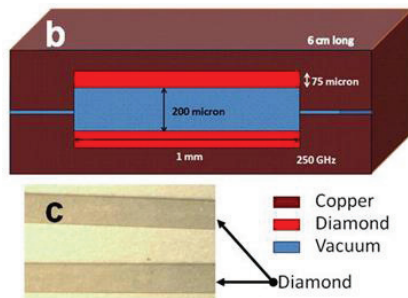 b
6 cm long
75 micron
200 micron
1 mm
250 GHz
c
Copper
Diamond
Vacuum
Diamond